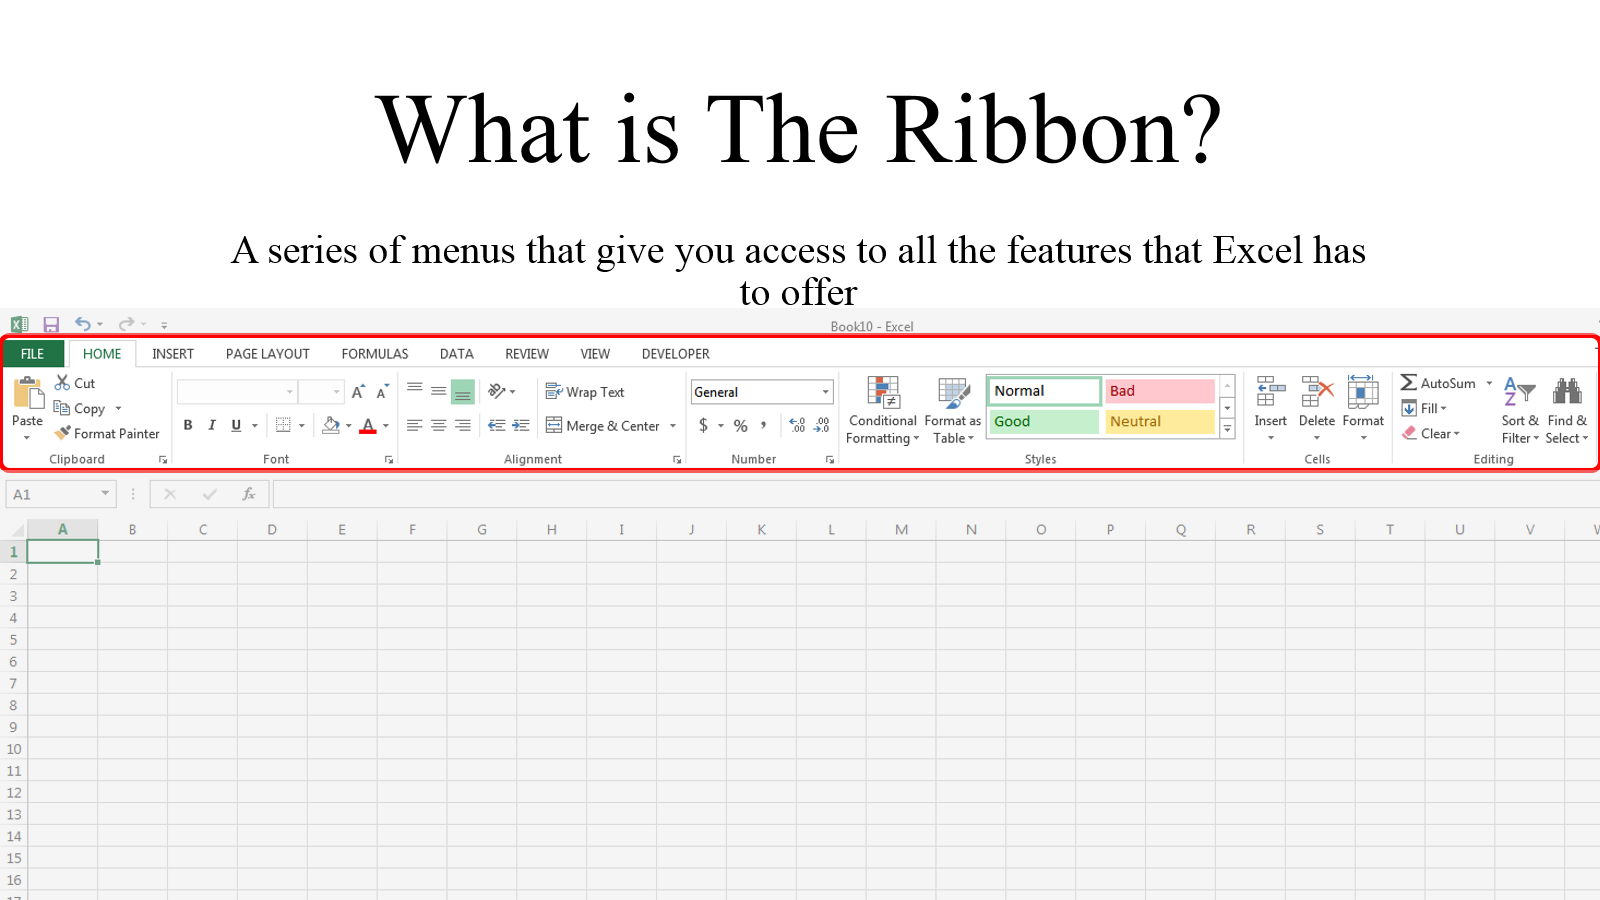 What is The Ribbon?
A series of menus that give you access to all the features that Excel has
to offer
Book10 - Excel
FILE HOME INSERT PAGE LAYOUT FORMULAS DATA REVIEW VIEW DEVELOPER
Paste
Cut
Copy
Format Painter
Clipboard
B I U A
Font
Wrap Text
Merge & Center
Alignment
General
$ % ,
Number
Conditional
Formatting
Format as
Table
Normal Bad
Good Neutral
Styles
Insert Delete Format
Cells
AutoSum
Fill
Clear
Sort &
Filter
Find &
Select
Editing
A1 fx
A B C D E F G H I J K L M N O P Q R S T U V
1
2
3
4
5
6
7
8
9
10
11
12
13
14
15
16